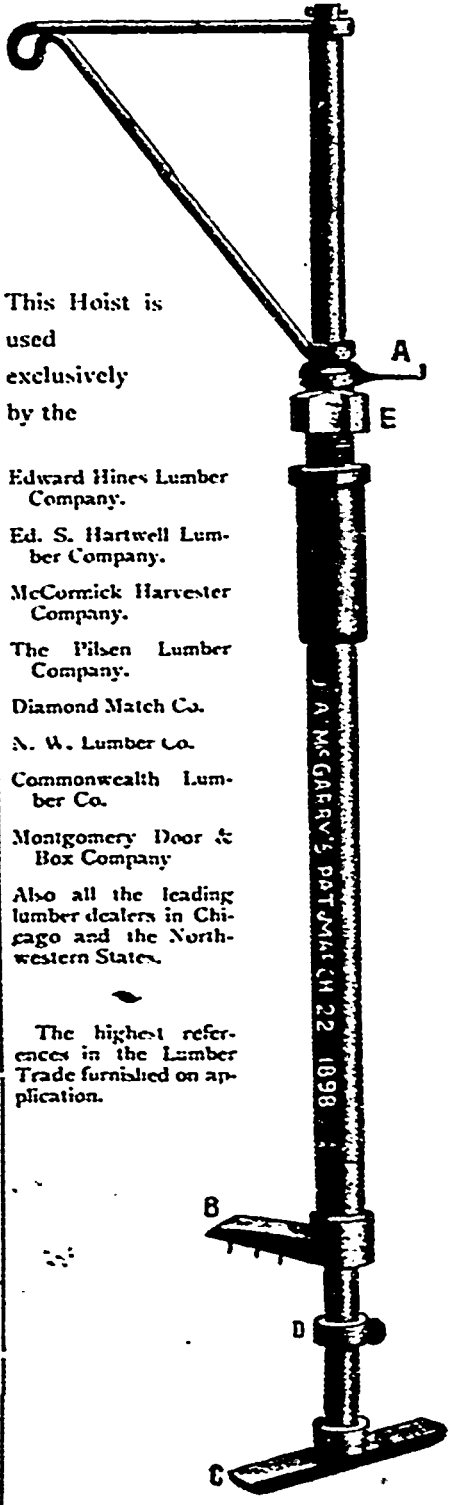 This Hoist is
used
exclusively
by the
Edward Hines Lumber
Company.
Ed. S. Hartwell Lum-
ber Company.
McCormick Harvester
Company.
The Pilsen Lumber
Company.
Diamond Match Co.
N. W. Lumber Co.
Commonwealth Lum-
ber Co.
Montgomery Door &
Box Company
Also all the leading
lumber dealers in Chi-
cago and the North-
western States.
The highest refer-
ences in the Lumber
Trade furnished on ap-
plication.
A
E
J. A. McGARRY'S PAT. MARCH 22 1898
B
D
C